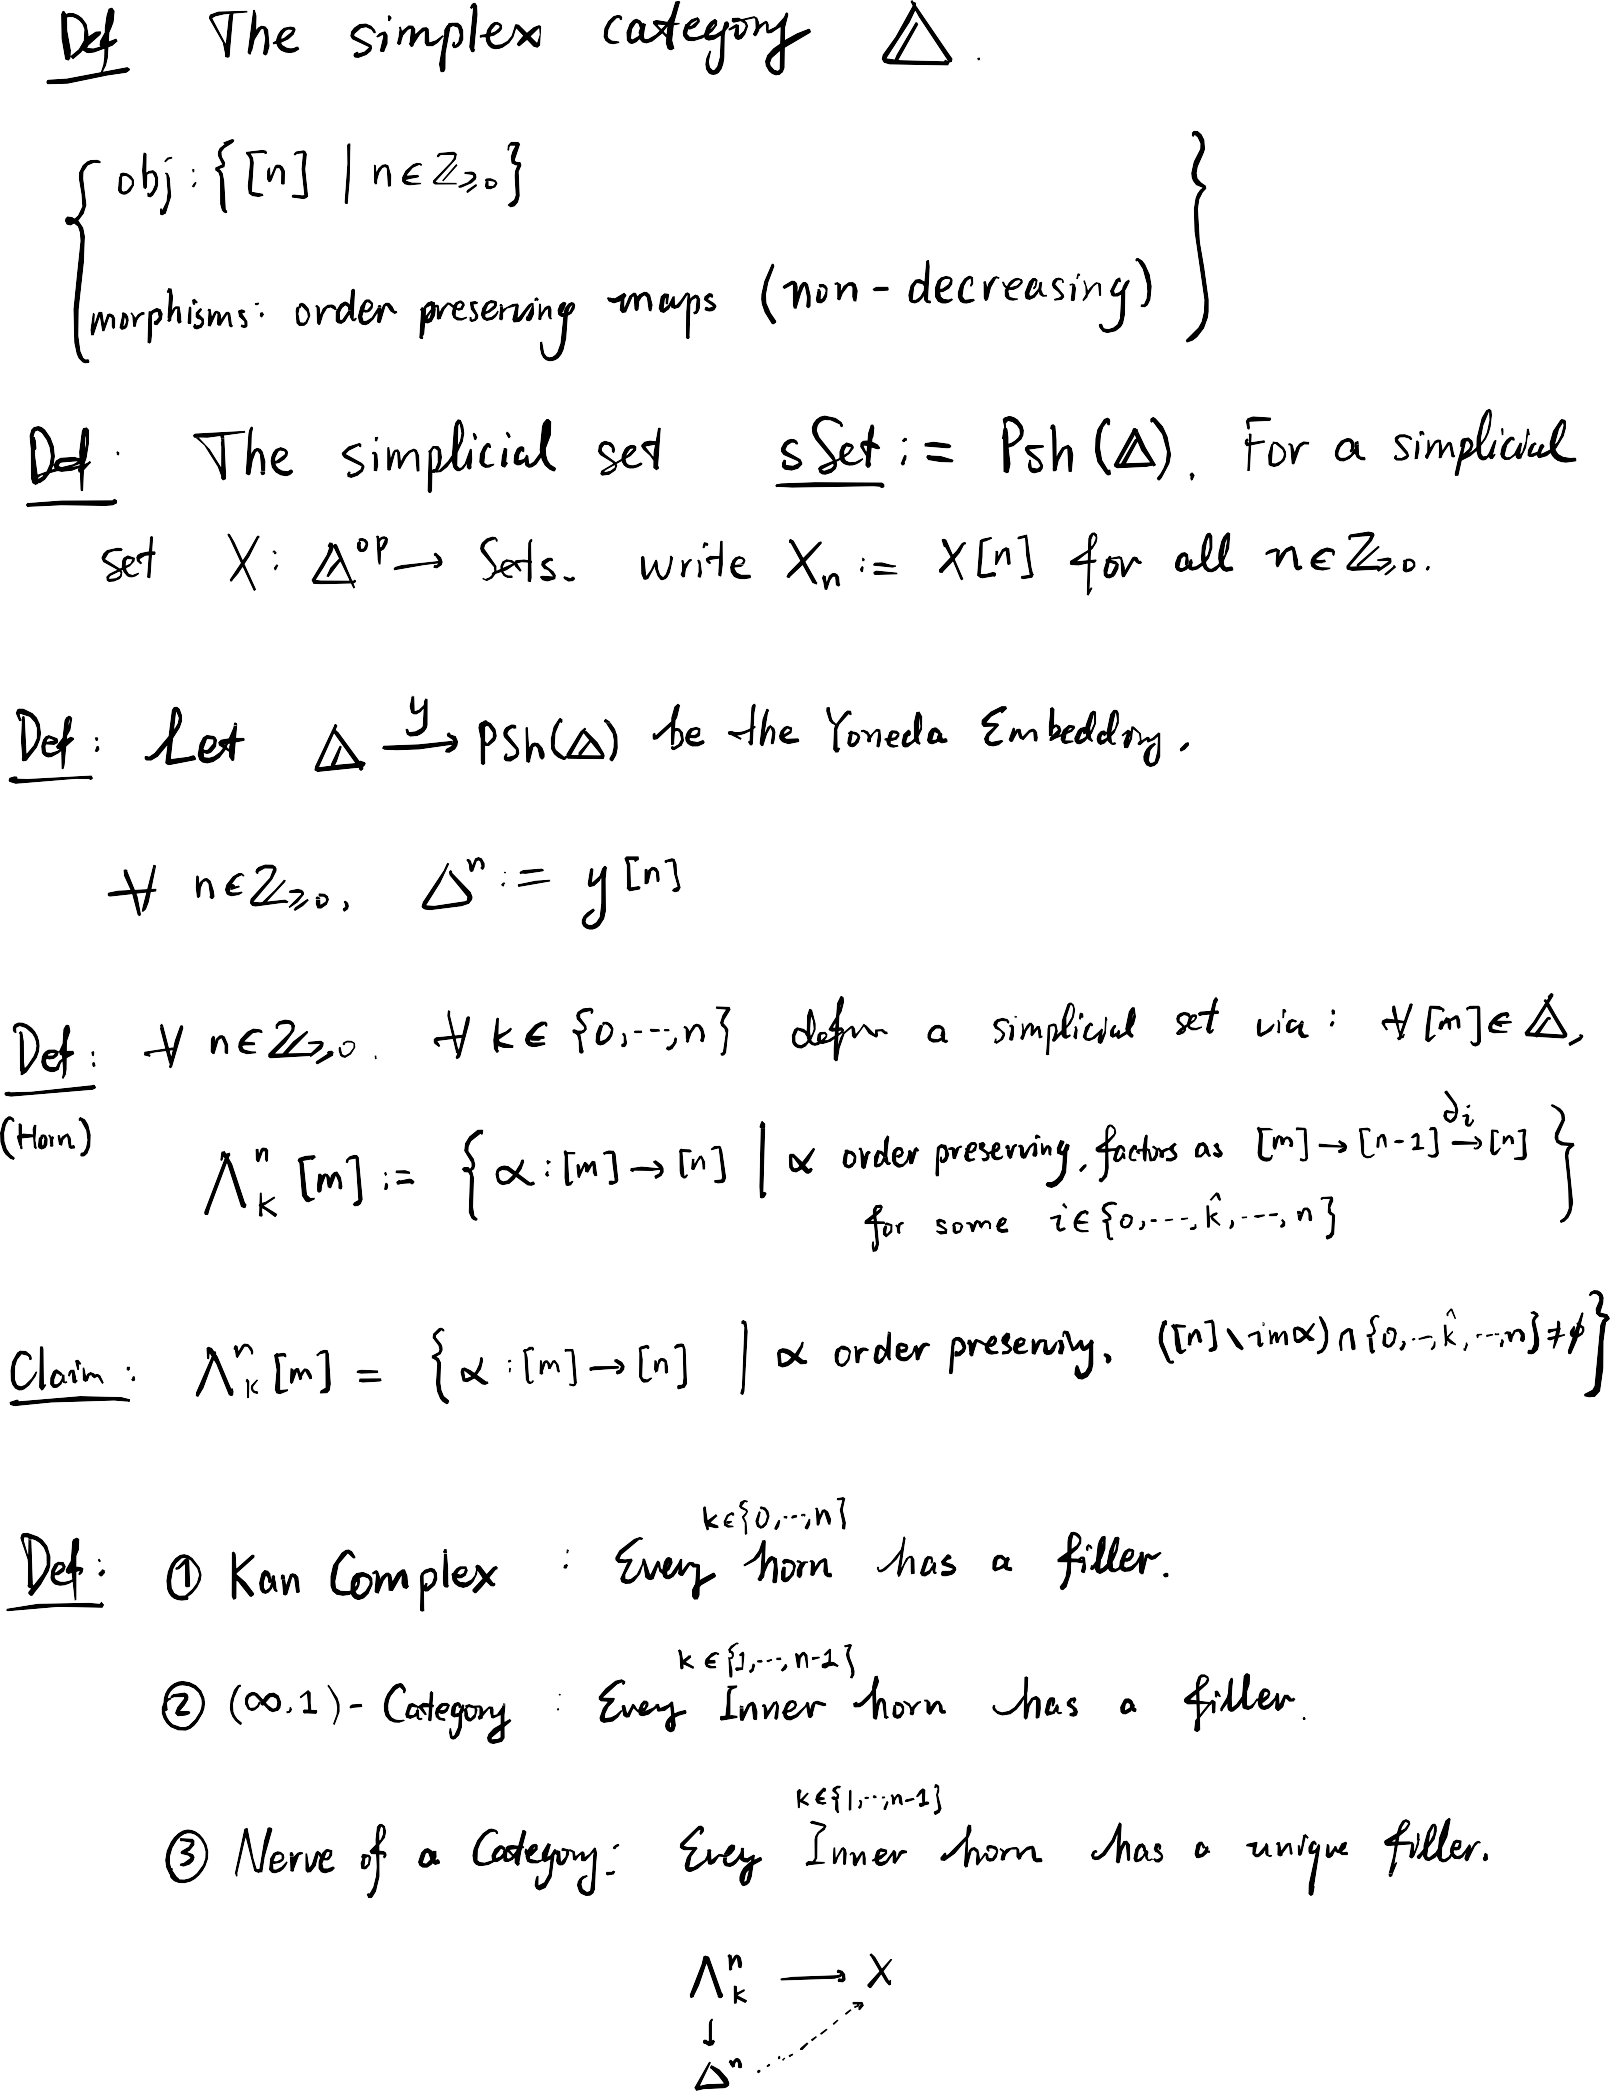 Def The simplex category 𝚫.
{ obj: {[n] | n∈ℤ≥0}
morphisms: order preserving maps (non-decreasing) }
Def. The simplicial set sSet := Psh(𝚫). For a simplicial
set X: 𝚫^op → Sets. write X_n := X[n] for all n∈ℤ≥0.
Def: Let 𝚫 →^y PSh(𝚫) be the Yoneda Embedding.
∀ n∈ℤ≥0, Δ^n := y[n]
Def: ∀ n∈ℤ≥0. ∀ k∈{0,...,n} define a simplicial set via: ∀[m]∈𝚫,
(Horn) Λ^n_k [m] := { α:[m]→[n] | α order preserving, factors as [m]→[n-1] →^{∂i} [n]
for some i∈{0,...,k̂,...,n} }
Claim: Λ^n_k [m] = { α:[m]→[n] | α order preserving, ([n]\imα)∩{0,..,k̂,...,n}≠ϕ }
k∈{0,...,n}
Def: ① Kan Complex : Every horn has a filler.
k∈{1,...,n-1}
② (∞,1)-Category : Every Inner horn has a filler.
k∈{1,...,n-1}
③ Nerve of a Category: Evey Inner horn has a unique filler.
Λ^n_k → X
↓
Δ^n